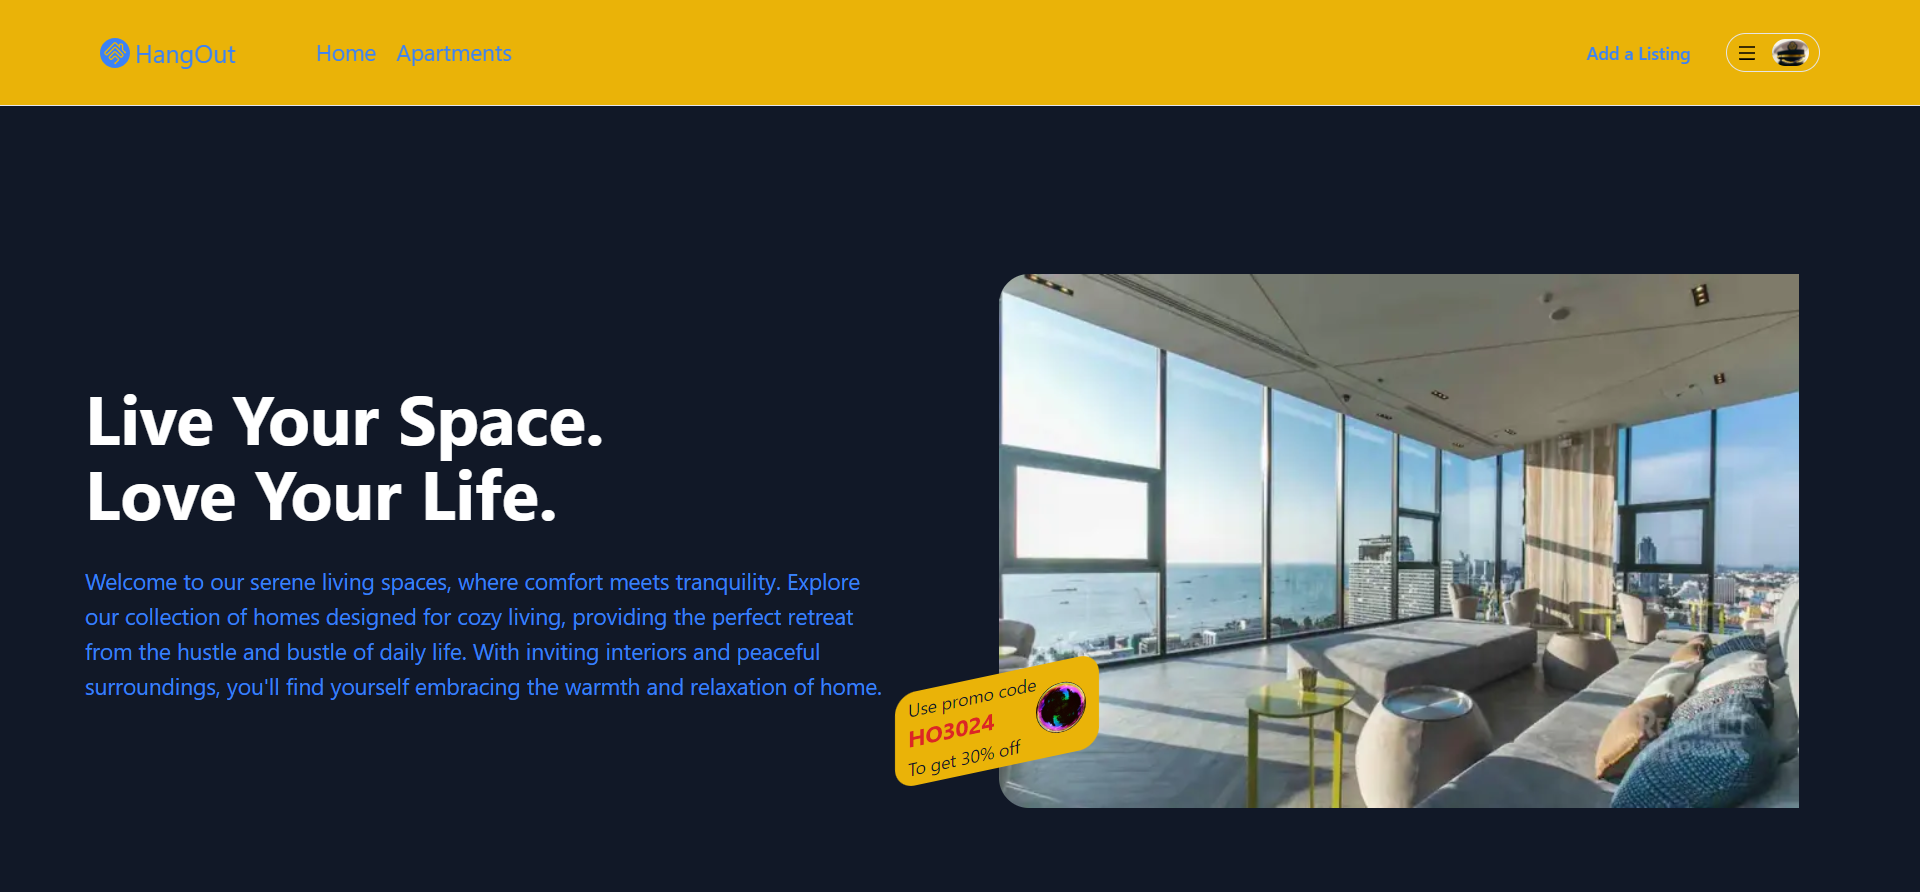 HangOut
Home
Apartments
Add a Listing
Live Your Space.
Love Your Life.
Welcome to our serene living spaces, where comfort meets tranquility. Explore
our collection of homes designed for cozy living, providing the perfect retreat
from the hustle and bustle of daily life. With inviting interiors and peaceful
surroundings, you'll find yourself embracing the warmth and relaxation of home.
Use promo code
HO3024
To get 30% off